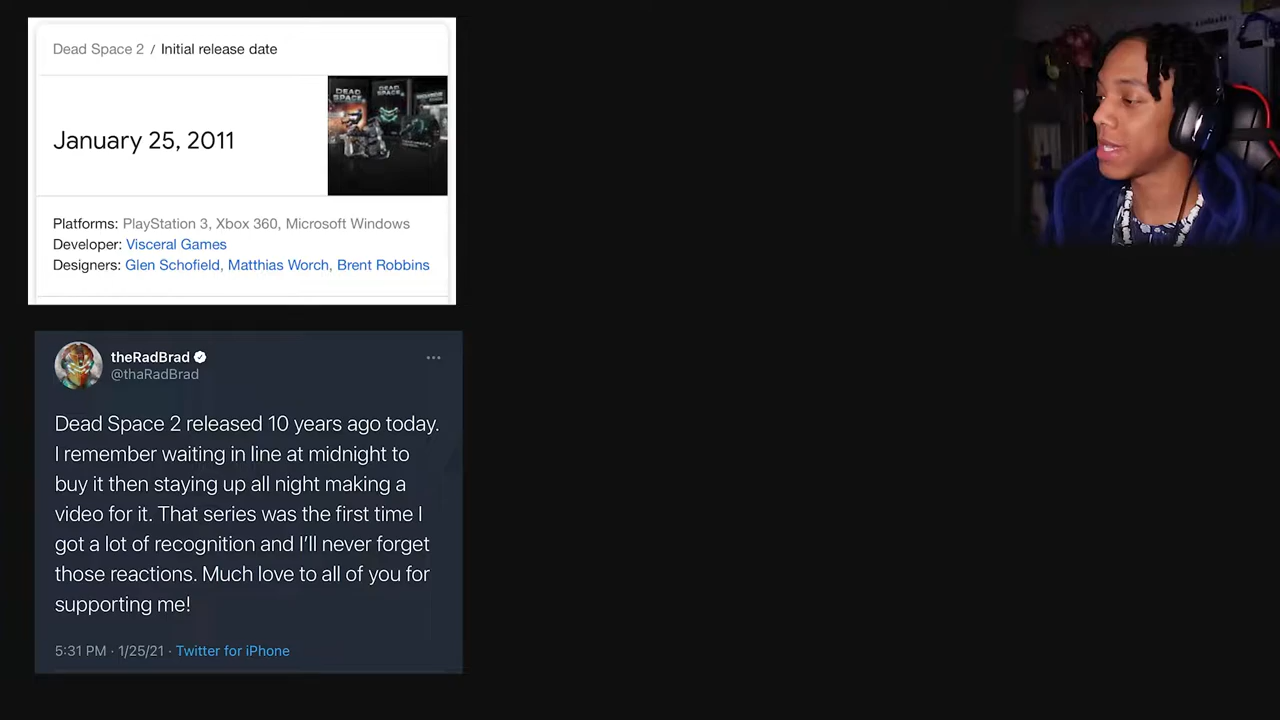 Dead Space 2 / Initial release date
January 25, 2011
DEAD SPACE
DEAD SPACE
Platforms: PlayStation 3, Xbox 360, Microsoft Windows
Developer: Visceral Games
Designers: Glen Schofield, Matthias Worch, Brent Robbins
theRadBrad
@thaRadBrad
Dead Space 2 released 10 years ago today.
I remember waiting in line at midnight to
buy it then staying up all night making a
video for it. That series was the first time I
got a lot of recognition and I’ll never forget
those reactions. Much love to all of you for
supporting me!
5:31 PM · 1/25/21 · Twitter for iPhone